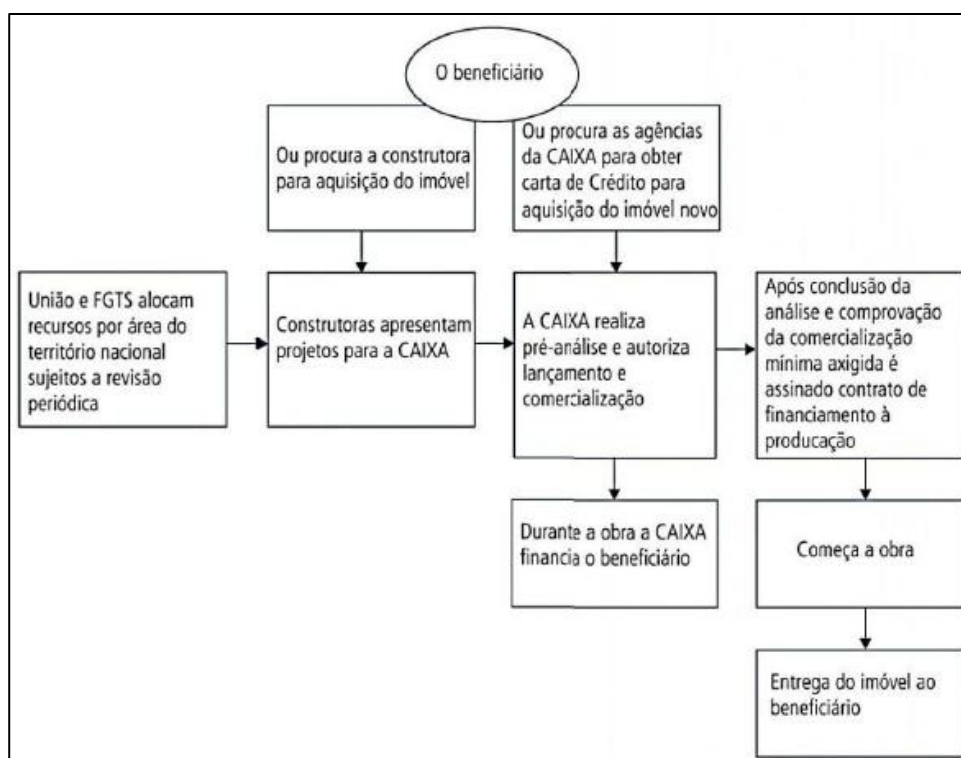 O beneficiário
Ou procura a construtora
para aquisição do imóvel
Ou procura as agências
da CAIXA para obter
carta de Crédito para
aquisição do imóvel novo
União e FGTS alocam
recursos por área do
território nacional
sujeitos a revisão
periódica
Construtoras apresentam
projetos para a CAIXA
A CAIXA realiza
pré-análise e autoriza
lançamento e
comercialização
Após conclusão da
análise e comprovação
da comercialização
mínima axigida é
assinado contrato de
financiamento à
producação
Durante a obra a CAIXA
financia o beneficiário
Começa a obra
Entrega do imóvel ao
beneficiário